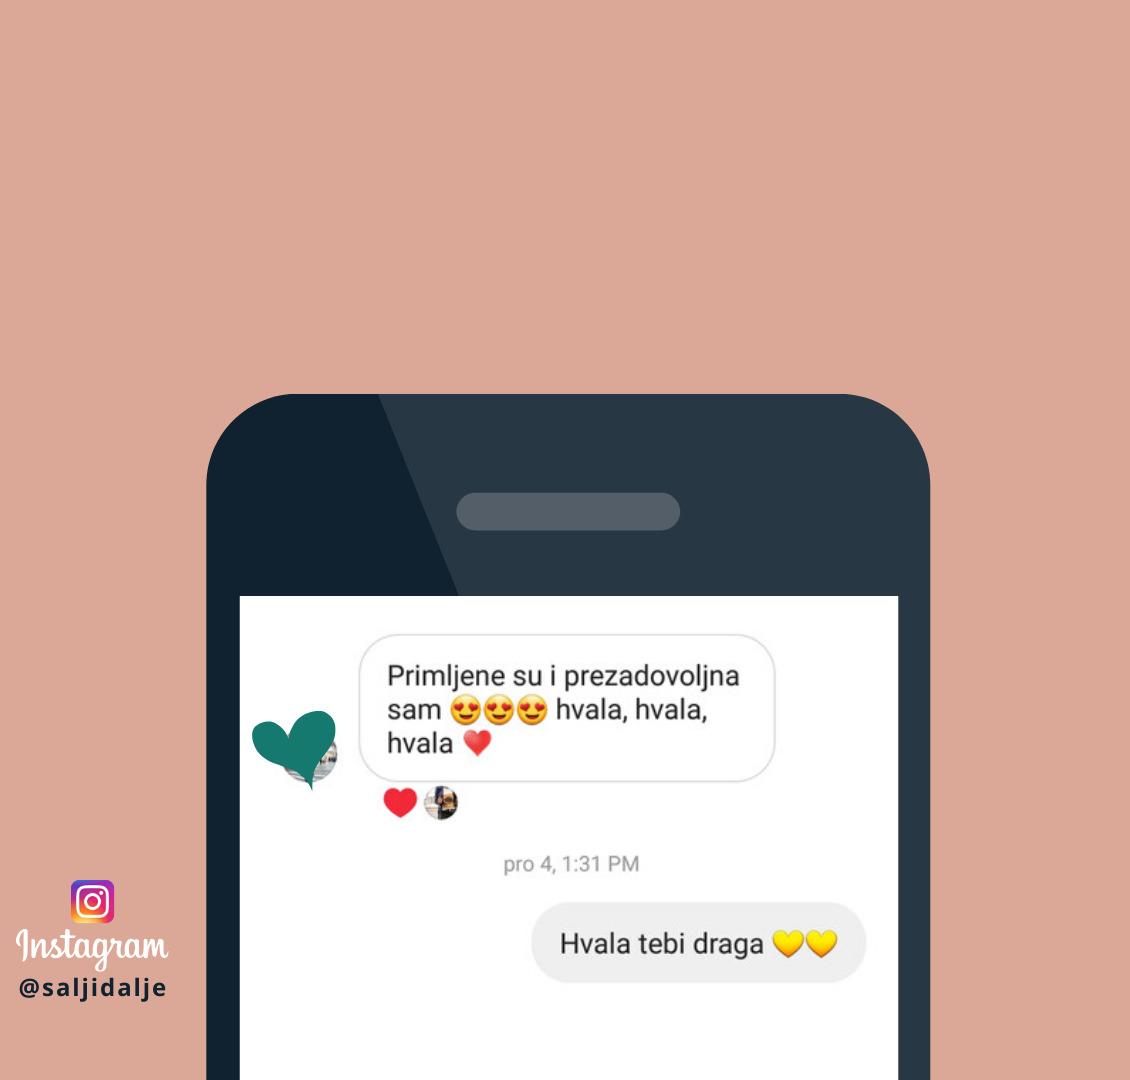 Primljene su i prezadovoljna
sam 😍😍😍 hvala, hvala,
hvala ❤️
pro 4, 1:31 PM
Hvala tebi draga 💛💛
Instagram
@saljidalje